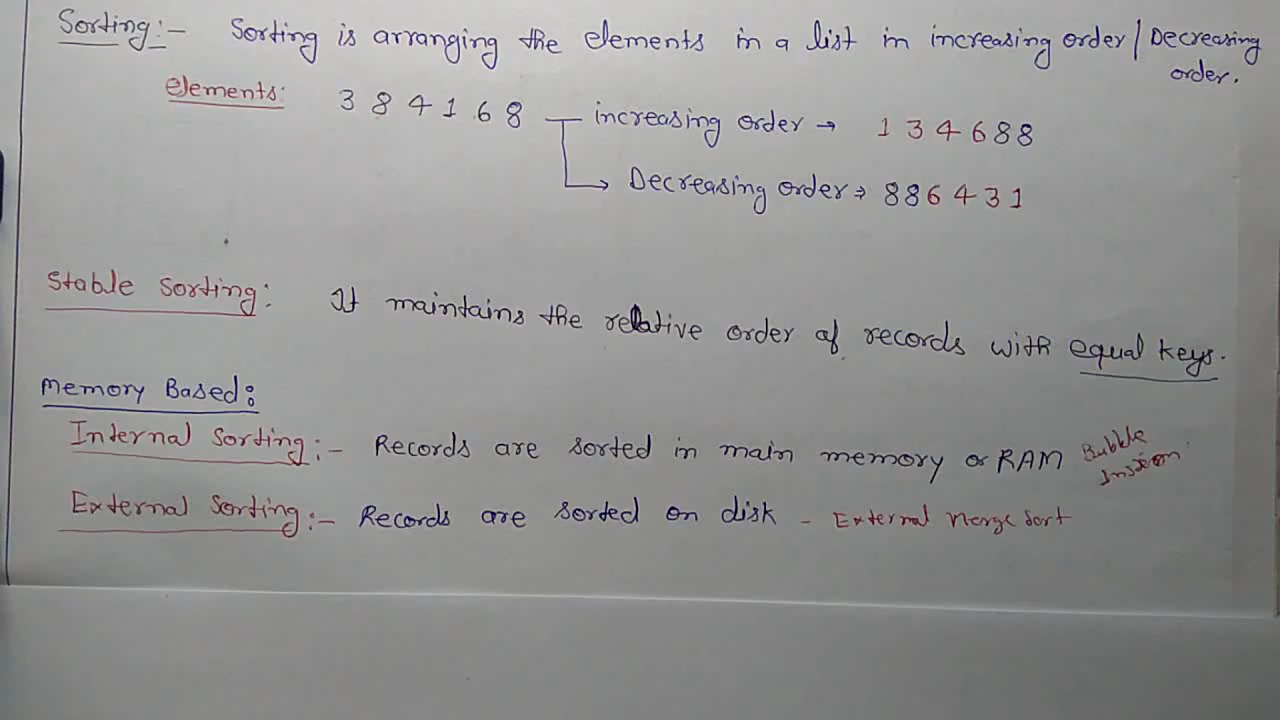 Sorting:- Sorting is arranging the elements in a list in increasing order/Decreasing
order.
elements: 3 8 4 1 6 8 increasing order → 1 3 4 6 8 8
Decreasing order → 8 8 6 4 3 1
Stable Sorting: It maintains the relative order of records with equal keys.
Memory Based:
Internal Sorting:- Records are sorted in main memory or RAM Bubble
External Sorting:- Records are sorted on disk - External Merge Sort